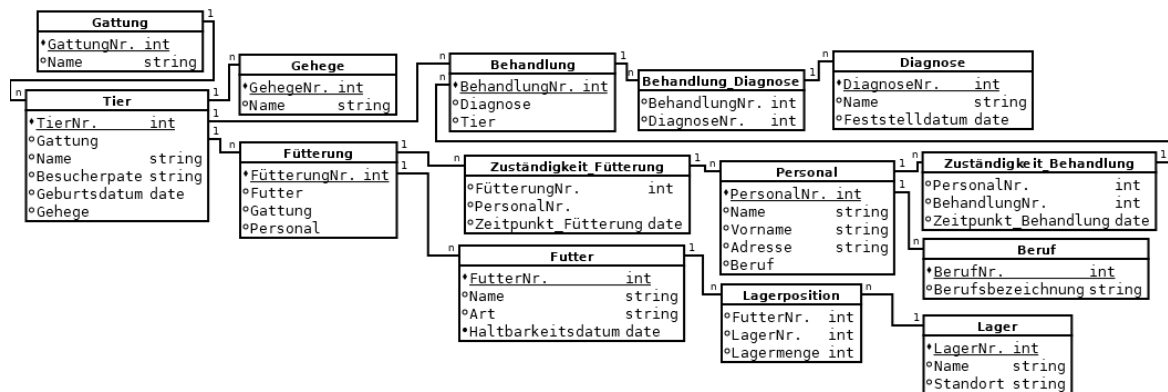 Gattung
GattungNr. int
Name string
Gehege
GehegeNr. int
Name string
Behandlung
BehandlungNr. int
Diagnose
Tier
Behandlung_Diagnose
BehandlungNr. int
DiagnoseNr. int
Diagnose
DiagnoseNr. int
Name string
Feststelldatum date
Tier
TierNr. int
Gattung
Name string
Besucherpate string
Geburtsdatum date
Gehege
Fütterung
FütterungNr. int
Futter
Gattung
Personal
Zuständigkeit_Fütterung
FütterungNr. int
PersonalNr.
Zeitpunkt_Fütterung date
Personal
PersonalNr. int
Name string
Vorname string
Adresse string
Beruf
Zuständigkeit_Behandlung
PersonalNr. int
BehandlungNr. int
Zeitpunkt_Behandlung date
Beruf
BerufNr. int
Berufsbezeichnung string
Futter
FutterNr. int
Name string
Art string
Haltbarkeitsdatum date
Lagerposition
FutterNr. int
LagerNr. int
Lagermenge int
Lager
LagerNr. int
Name string
Standort string
1
n
n
1
n
1
1
n
1
n
n
1
n
1
n
1
1
n
1
n
1
n
1
n
1
n
n
1